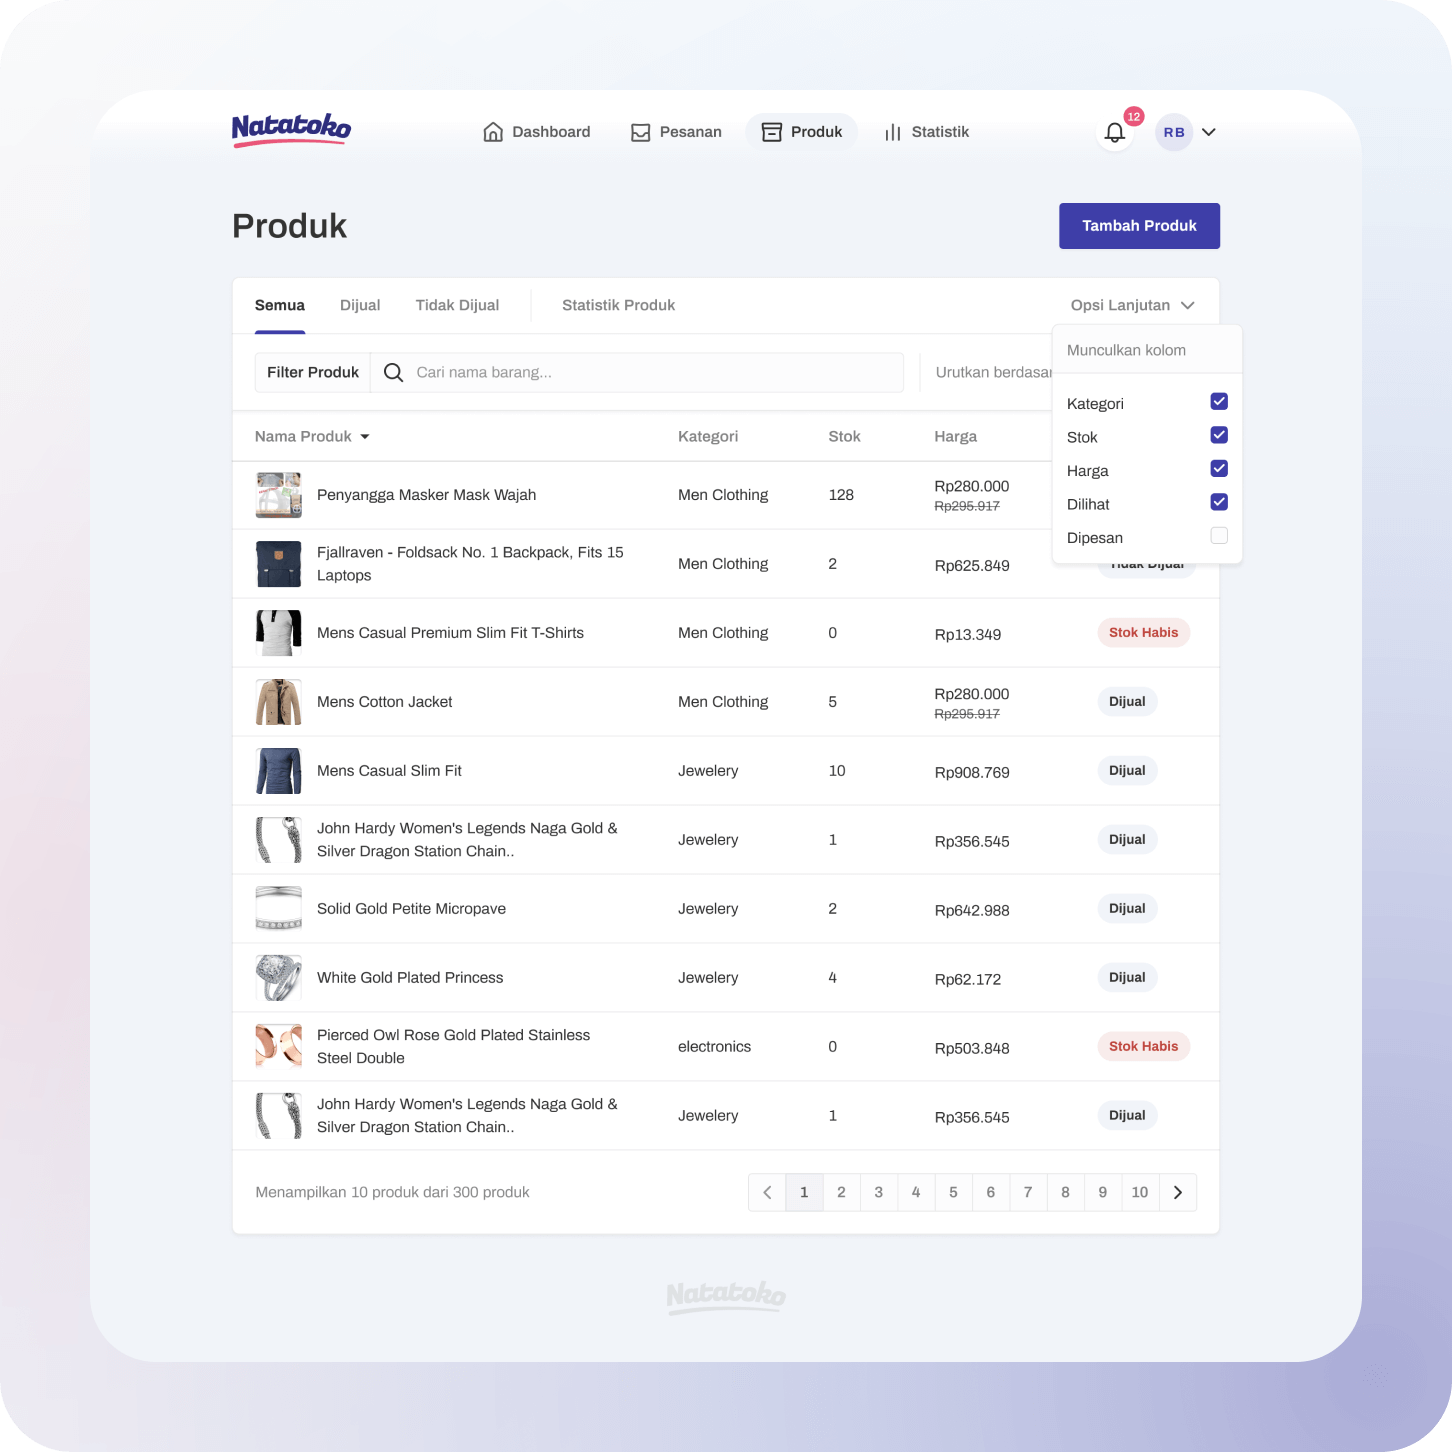 Natatoko
Dashboard
Pesanan
Produk
Statistik
12
RB
Produk
Tambah Produk
Semua
Dijual
Tidak Dijual
Statistik Produk
Opsi Lanjutan
Munculkan kolom
Kategori
Stok
Harga
Dilihat
Dipesan
Filter Produk
Cari nama barang...
Urutkan
Nama Produk
Kategori
Stok
Harga
Penyangga Masker Mask Wajah
Men Clothing
128
Rp280.000
Rp295.917
Fjallraven - Foldsack No. 1 Backpack, Fits 15
Laptops
Men Clothing
2
Rp625.849
Tidak Dijual
Mens Casual Premium Slim Fit T-Shirts
Men Clothing
0
Rp13.349
Stok Habis
Mens Cotton Jacket
Men Clothing
5
Rp280.000
Rp295.917
Dijual
Mens Casual Slim Fit
Jewelery
10
Rp908.769
Dijual
John Hardy Women's Legends Naga Gold &
Silver Dragon Station Chain..
Jewelery
1
Rp356.545
Dijual
Solid Gold Petite Micropave
Jewelery
2
Rp642.988
Dijual
White Gold Plated Princess
Jewelery
4
Rp62.172
Dijual
Pierced Owl Rose Gold Plated Stainless
Steel Double
electronics
0
Rp503.848
Stok Habis
John Hardy Women's Legends Naga Gold &
Silver Dragon Station Chain..
Jewelery
1
Rp356.545
Dijual
Menampilkan 10 produk dari 300 produk
1 2 3 4 5 6 7 8 9 10
Natatoko